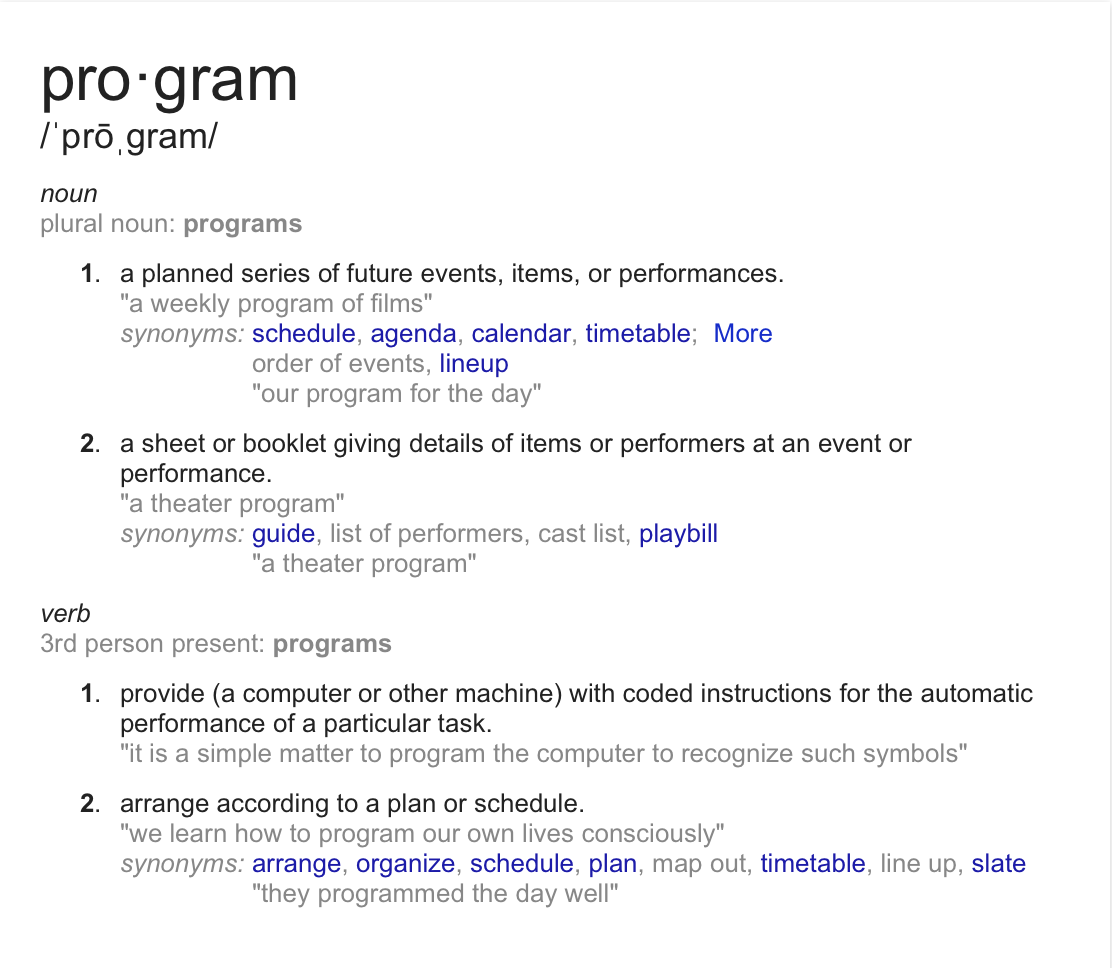 pro·gram
/ˈprōˌgram/
noun
plural noun: programs
1. a planned series of future events, items, or performances.
"a weekly program of films"
synonyms: schedule, agenda, calendar, timetable; More
order of events, lineup
"our program for the day"
2. a sheet or booklet giving details of items or performers at an event or
performance.
"a theater program"
synonyms: guide, list of performers, cast list, playbill
"a theater program"
verb
3rd person present: programs
1. provide (a computer or other machine) with coded instructions for the automatic
performance of a particular task.
"it is a simple matter to program the computer to recognize such symbols"
2. arrange according to a plan or schedule.
"we learn how to program our own lives consciously"
synonyms: arrange, organize, schedule, plan, map out, timetable, line up, slate
"they programmed the day well"